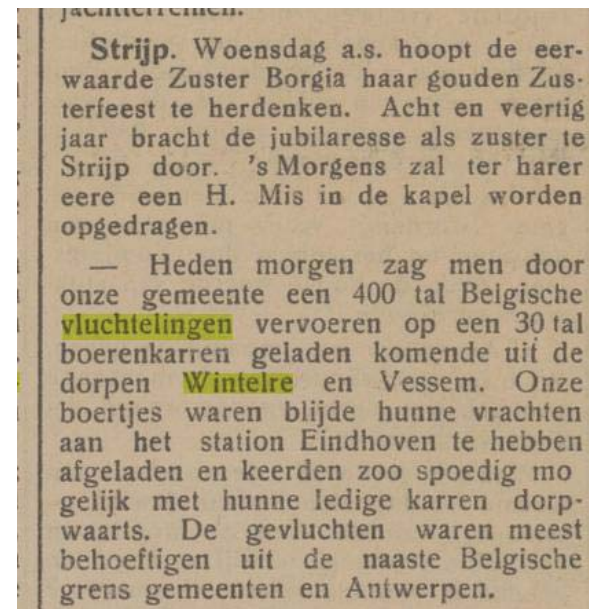 Strijp. Woensdag a.s. hoopt de eer-
waarde Zuster Borgia haar gouden Zus-
terfeest te herdenken. Acht en veertig
jaar bracht de jubilaresse als zuster te
Strijp door. 's Morgens zal ter harer
eere een H. Mis in de kapel worden
opgedragen.
— Heden morgen zag men door
onze gemeente een 400 tal Belgische
vluchtelingen vervoeren op een 30 tal
boerenkarren geladen komende uit de
dorpen Wintelre en Vessem. Onze
boertjes waren blijde hunne vrachten
aan het station Eindhoven te hebben
afgeladen en keerden zoo spoedig mo
gelijk met hunne ledige karren dorp-
waarts. De gevluchten waren meest
behoeftigen uit de naaste Belgische
grens gemeenten en Antwerpen.